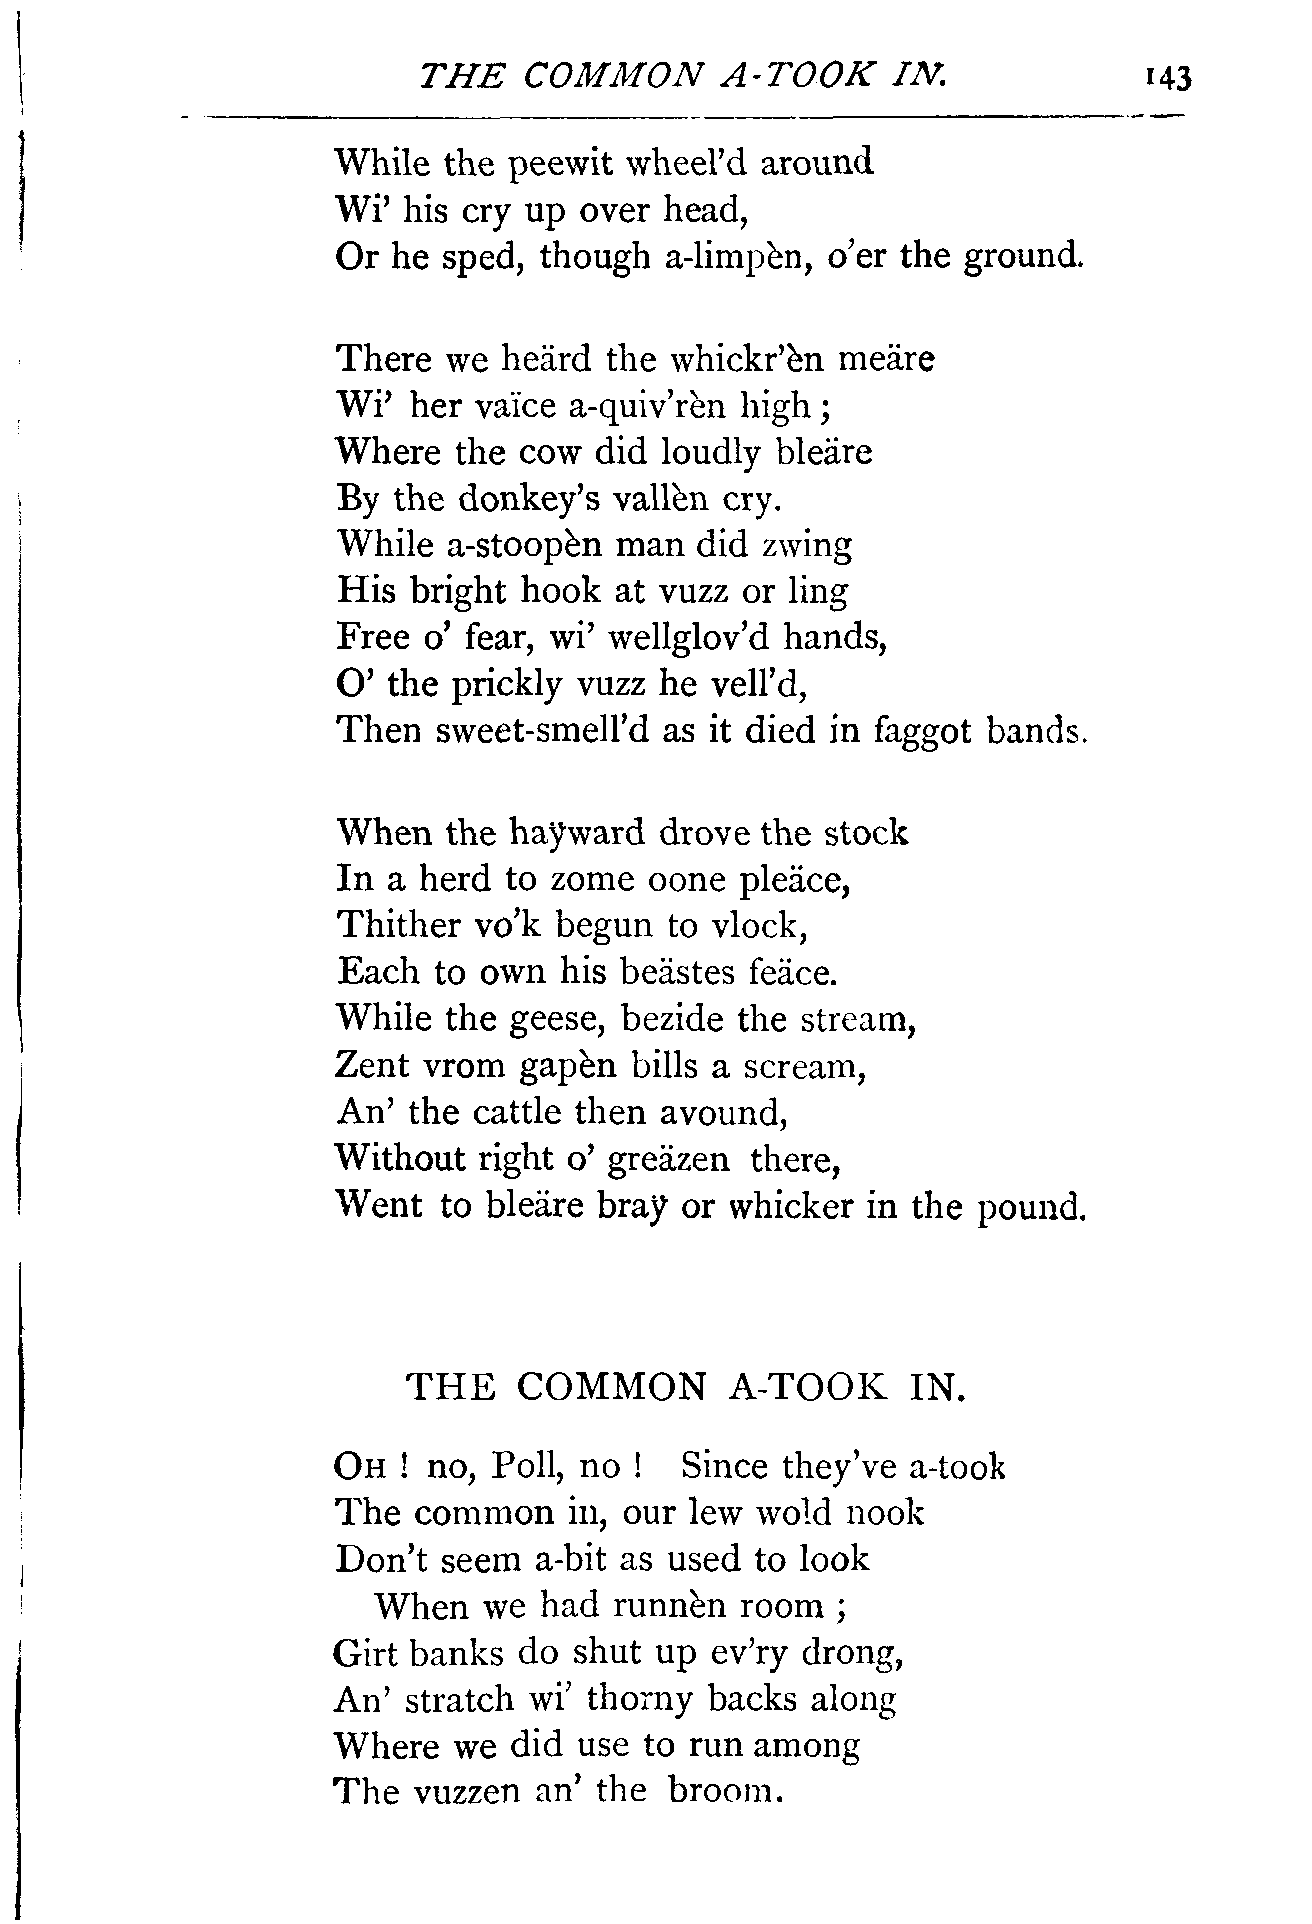 THE COMMON A-TOOK IN. 143
While the peewit wheel'd around
Wi' his cry up over head,
Or he sped, though a-limpèn, o'er the ground.
There we heärd the whickr'èn meäre
Wi' her vaïce a-quiv'rèn high ;
Where the cow did loudly bleäre
By the donkey's vallèn cry.
While a-stoopèn man did zwing
His bright hook at vuzz or ling
Free o' fear, wi' wellglov'd hands,
O' the prickly vuzz he vell'd,
Then sweet-smell'd as it died in faggot bands.
When the haÿward drove the stock
In a herd to zome oone pleäce,
Thither vo'k begun to vlock,
Each to own his beästes feäce.
While the geese, bezide the stream,
Zent vrom gapèn bills a scream,
An' the cattle then avound,
Without right o' greäzen there,
Went to bleäre braÿ or whicker in the pound.
THE COMMON A-TOOK IN.
OH ! no, Poll, no ! Since they've a-took
The common in, our lew wold nook
Don't seem a-bit as used to look
When we had runnèn room ;
Girt banks do shut up ev'ry drong,
An' stratch wi' thorny backs along
Where we did use to run among
The vuzzen an' the broom.